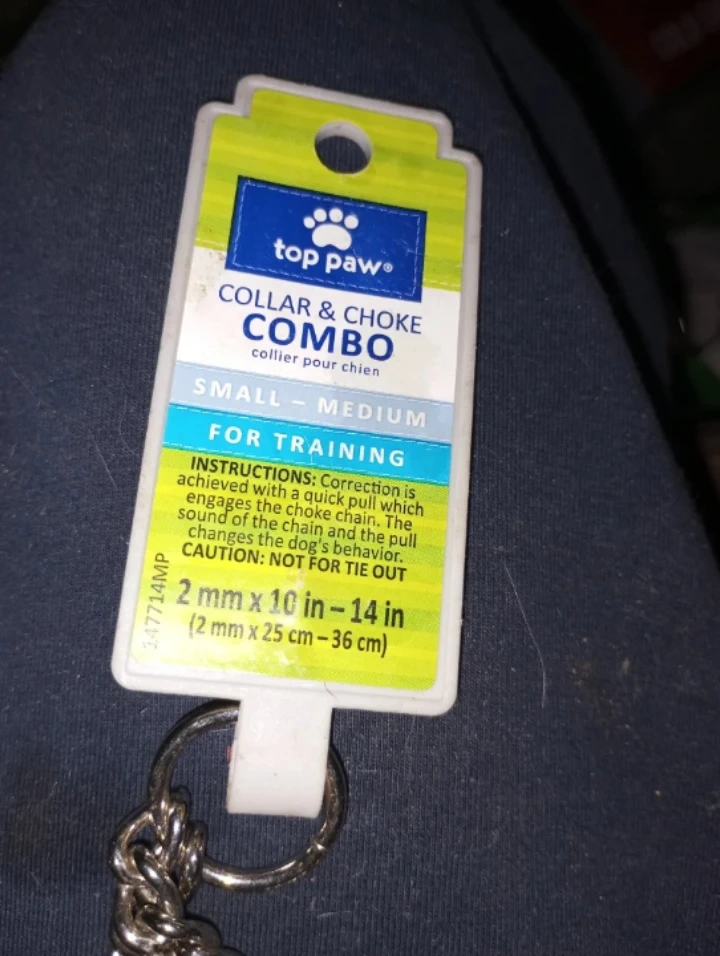 top paw®
COLLAR & CHOKE
COMBO
collier pour chien
SMALL – MEDIUM
FOR TRAINING
INSTRUCTIONS: Correction is
achieved with a quick pull which
engages the choke chain. The
sound of the chain and the pull
changes the dog's behavior.
CAUTION: NOT FOR TIE OUT
2 mm x 10 in – 14 in
(2 mm x 25 cm – 36 cm)
147714MP